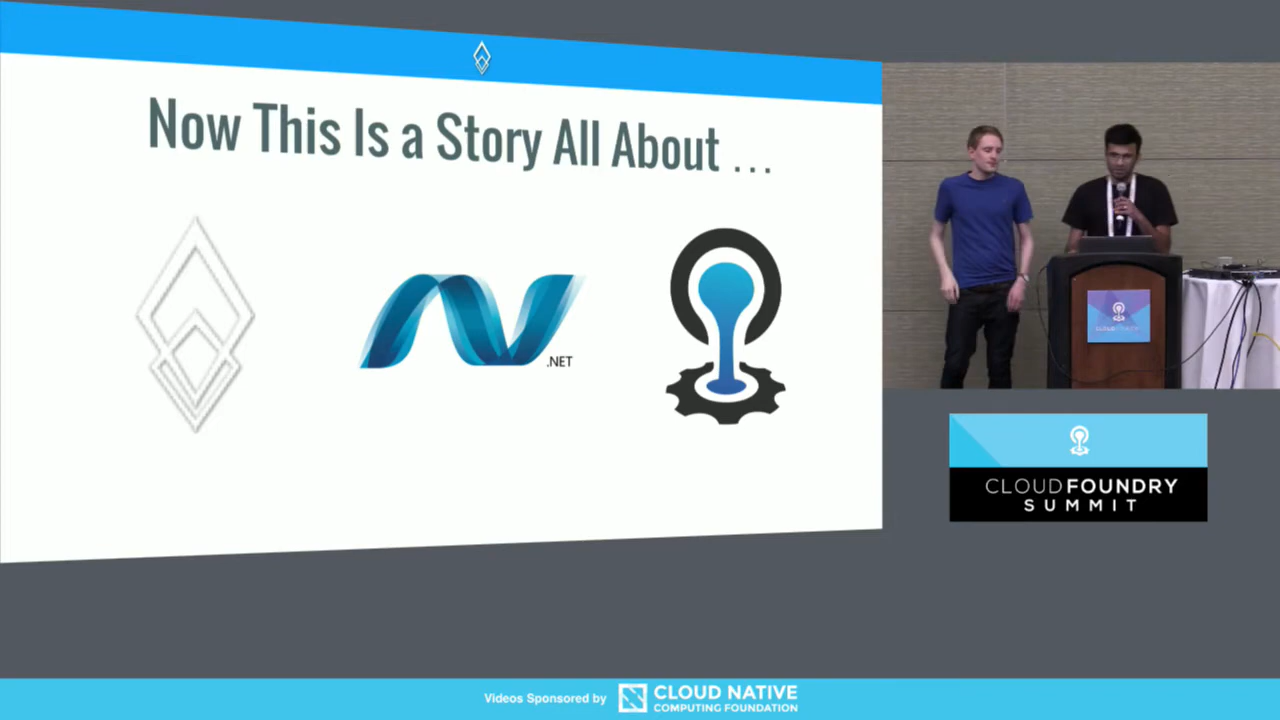 Now This Is a Story All About ...
.NET
CLOUD FOUNDRY
SUMMIT
Videos Sponsored by
CLOUD NATIVE
COMPUTING FOUNDATION